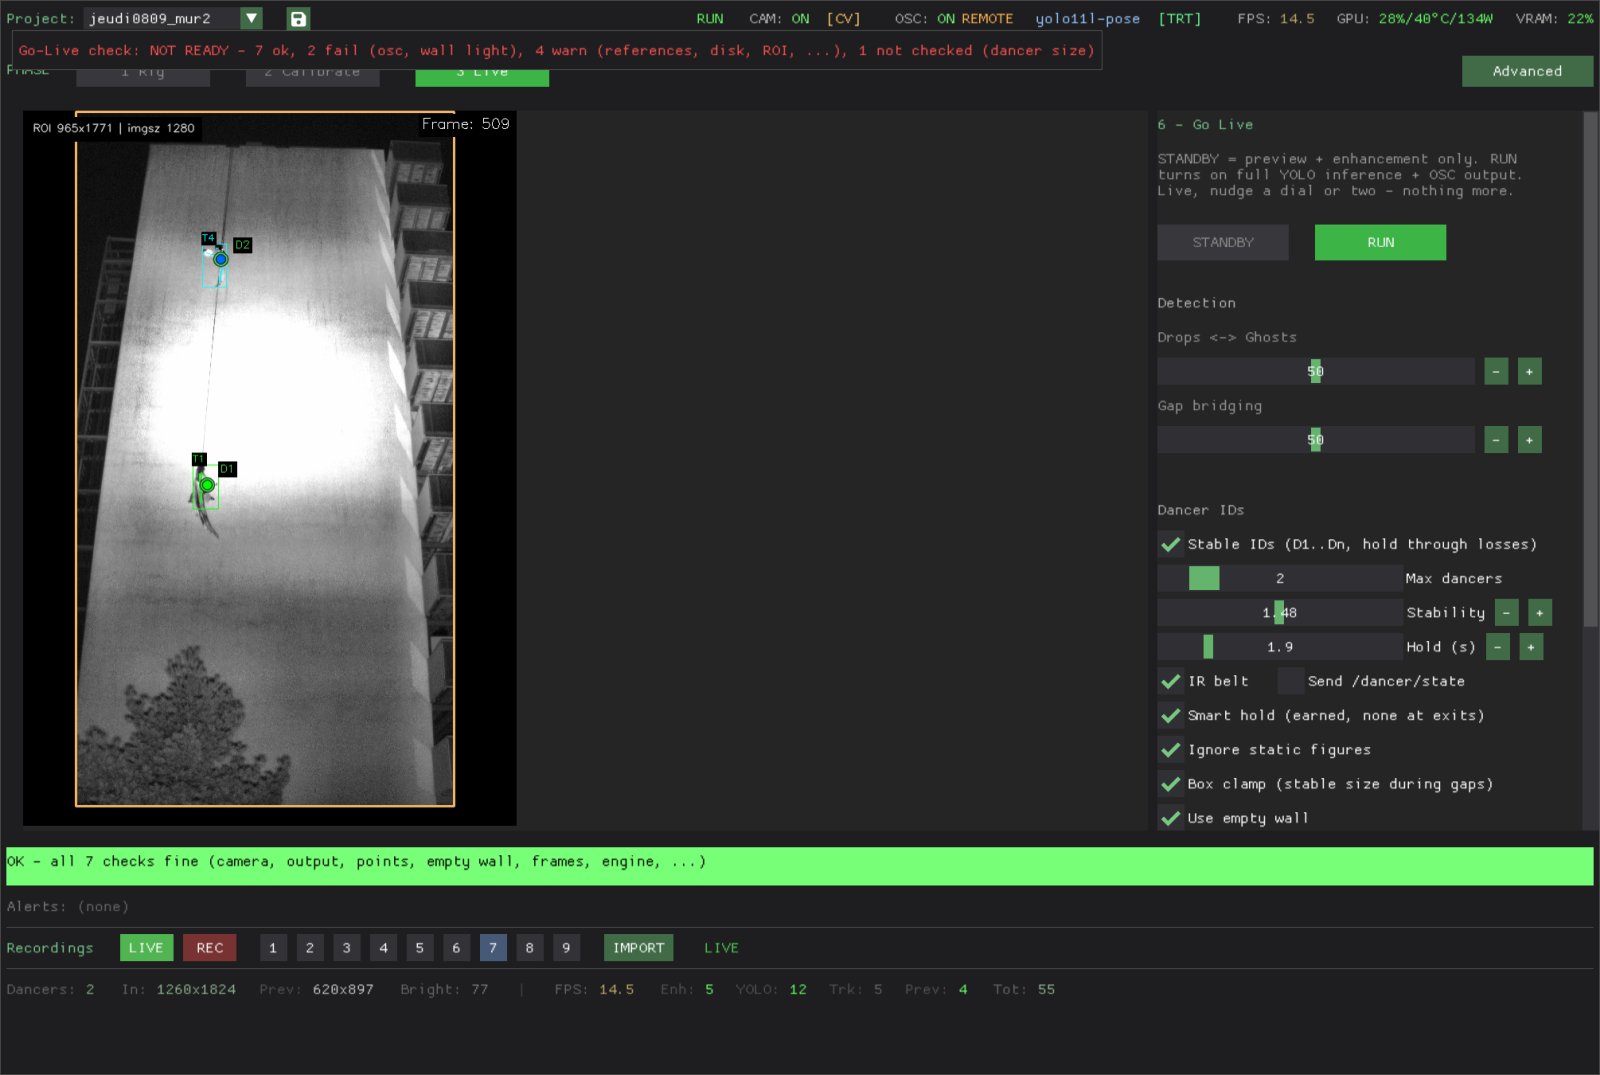 Project: jeudi0809_mur2 RUN CAM: ON [CV] OSC: ON REMOTE yolo11l-pose [TRT] FPS: 14.5 GPU: 28%/40°C/134W VRAM: 22%
Go-Live check: NOT READY - 7 ok, 2 fail (osc, wall light), 4 warn (references, disk, ROI, ...), 1 not checked (dancer size)
PHASE 1 Rig 2 Calibrate 3 Live Advanced
ROI 965x1771 | imgsz 1280
Frame: 509
T4 D2
T1 D1
6 - Go Live
STANDBY = preview + enhancement only. RUN
turns on full YOLO inference + OSC output.
Live, nudge a dial or two - nothing more.
STANDBY RUN
Detection
Drops <-> Ghosts
50 - +
Gap bridging
50 - +
Dancer IDs
Stable IDs (D1..Dn, hold through losses)
2 Max dancers
1.48 Stability - +
1.9 Hold (s) - +
IR belt Send /dancer/state
Smart hold (earned, none at exits)
Ignore static figures
Box clamp (stable size during gaps)
Use empty wall
OK - all 7 checks fine (camera, output, points, empty wall, frames, engine, ...)
Alerts: (none)
Recordings LIVE REC 1 2 3 4 5 6 7 8 9 IMPORT LIVE
Dancers: 2 In: 1260x1824 Prev: 620x897 Bright: 77 | FPS: 14.5 Enh: 5 YOLO: 12 Trk: 5 Prev: 4 Tot: 55